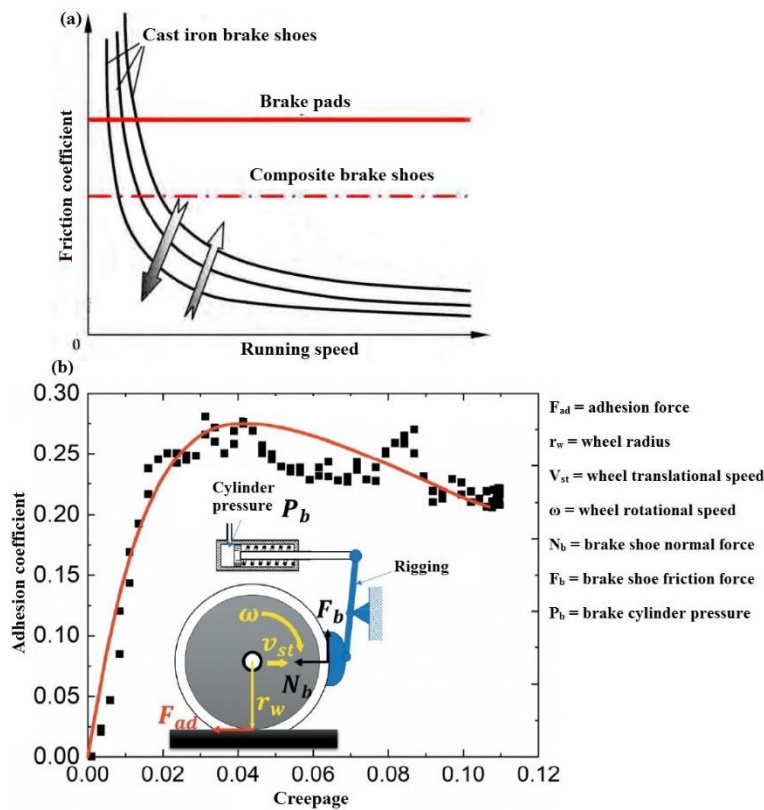 (a)
Cast iron brake shoes
Brake pads
Composite brake shoes
Friction coefficient
0
Running speed
(b)
0.30
0.25
0.20
0.15
0.10
0.05
0.00
Adhesion coefficient
Cylinder
pressure
P_b
Rigging
ω
F_b
v_st
N_b
r_w
F_ad
0.00 0.02 0.04 0.06 0.08 0.10 0.12
Creepage
F_ad = adhesion force
r_w = wheel radius
V_st = wheel translational speed
ω = wheel rotational speed
N_b = brake shoe normal force
F_b = brake shoe friction force
P_b = brake cylinder pressure